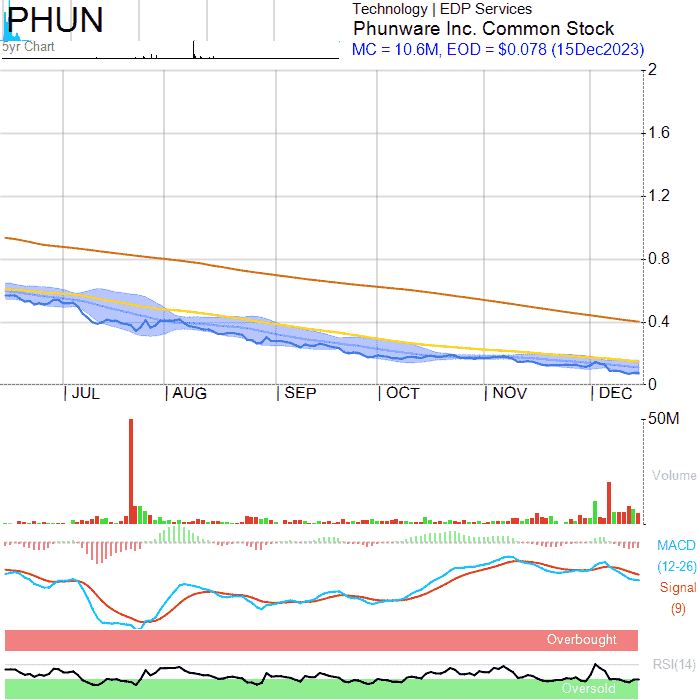 PHUN
5yr Chart
Technology | EDP Services
Phunware Inc. Common Stock
MC = 10.6M, EOD = $0.078 (15Dec2023)
2
1.6
1.2
0.8
0.4
0
| JUL | AUG | SEP | OCT | NOV | DEC
50M
Volume
MACD
(12-26)
Signal
(9)
Overbought
RSI(14)
Oversold